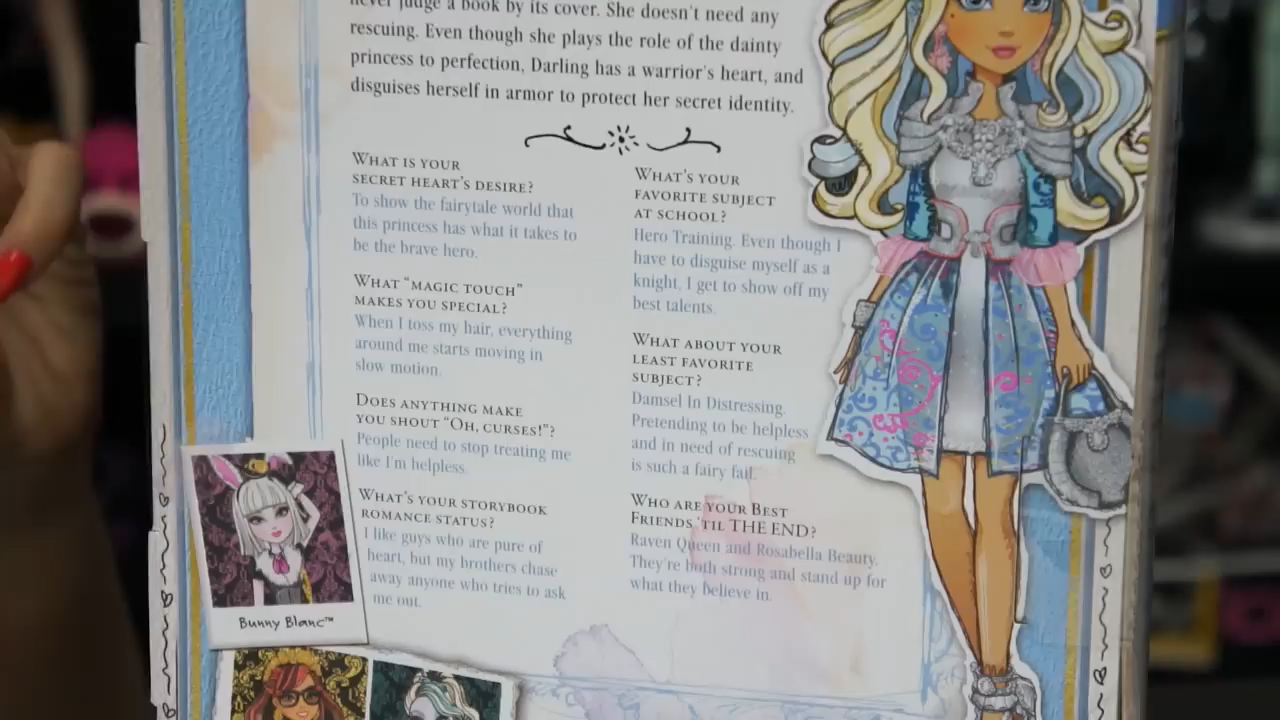 never judge a book by its cover. She doesn't need any
rescuing. Even though she plays the role of the dainty
princess to perfection, Darling has a warrior's heart, and
disguises herself in armor to protect her secret identity.
WHAT IS YOUR
SECRET HEART'S DESIRE?
To show the fairytale world that
this princess has what it takes to
be the brave hero.
WHAT "MAGIC TOUCH"
MAKES YOU SPECIAL?
When I toss my hair, everything
around me starts moving in
slow motion.
DOES ANYTHING MAKE
YOU SHOUT "OH, CURSES!"?
People need to stop treating me
like I'm helpless.
WHAT'S YOUR STORYBOOK
ROMANCE STATUS?
I like guys who are pure of
heart, but my brothers chase
away anyone who tries to ask
me out.
WHAT'S YOUR
FAVORITE SUBJECT
AT SCHOOL?
Hero Training. Even though I
have to disguise myself as a
knight, I get to show off my
best talents.
WHAT ABOUT YOUR
LEAST FAVORITE
SUBJECT?
Damsel In Distressing.
Pretending to be helpless
and in need of rescuing
is such a fairy fail.
WHO ARE YOUR BEST
FRIENDS 'TIL THE END?
Raven Queen and Rosabella Beauty.
They're both strong and stand up for
what they believe in.
Bunny Blanc™